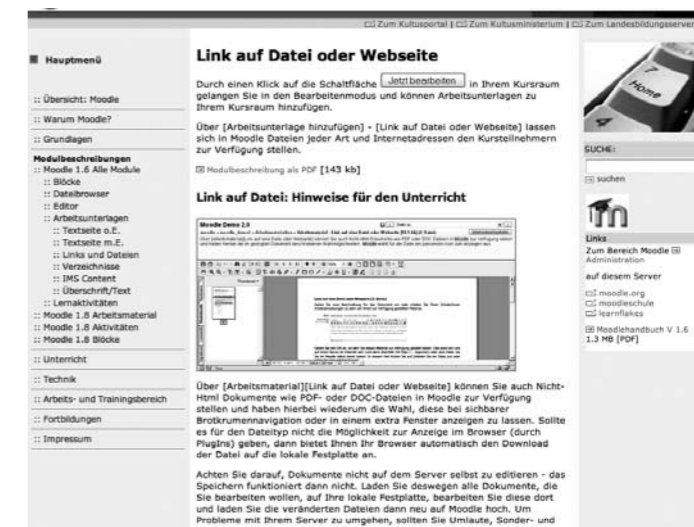 Zum Kultusportal | Zum Kultusministerium | Zum Landesbildungsserver
Hauptmenü
:: Übersicht: Moodle
:: Warum Moodle?
:: Grundlagen
Modulbeschreibungen
:: Moodle 1.6 Alle Module
:: Blöcke
:: Dateibrowser
:: Editor
:: Arbeitsunterlagen
:: Textseite o.E.
:: Textseite m.E.
:: Links und Dateien
:: Verzeichnisse
:: IMS Content
:: Überschrift/Text
:: Lernaktivitäten
:: Moodle 1.8 Arbeitsmaterial
:: Moodle 1.8 Aktivitäten
:: Moodle 1.8 Blöcke
:: Unterricht
:: Technik
:: Arbeits- und Trainingsbereich
:: Fortbildungen
:: Impressum
Link auf Datei oder Webseite
Durch einen Klick auf die Schaltfläche Jetzt bearbeiten in Ihrem Kursraum
gelangen Sie in den Bearbeitenmodus und können Arbeitsunterlagen zu
Ihrem Kursraum hinzufügen.
Über [Arbeitsunterlage hinzufügen] - [Link auf Datei oder Webseite] lassen
sich in Moodle Dateien jeder Art und Internetadressen den Kursteilnehmern
zur Verfügung stellen.
Modulbeschreibung als PDF [143 kb]
Link auf Datei: Hinweise für den Unterricht
Moodle Demo 2.0
Über [Arbeitsmaterial][Link auf Datei oder Webseite] können Sie auch Nicht-
Html Dokumente wie PDF- oder DOC-Dateien in Moodle zur Verfügung
stellen und haben hierbei wiederum die Wahl, diese bei sichbarer
Brotkrumennavigation oder in einem extra Fenster anzeigen zu lassen. Sollte
es für den Dateityp nicht die Möglichkeit zur Anzeige im Browser (durch
PlugIns) geben, dann bietet Ihnen Ihr Browser automatisch den Download
der Datei auf die lokale Festplatte an.
Achten Sie darauf, Dokumente nicht auf dem Server selbst zu editieren - das
Speichern funktioniert dann nicht. Laden Sie deswegen alle Dokumente, die
Sie bearbeiten wollen, auf Ihre lokale Festplatte, bearbeiten Sie diese dort
und laden Sie die veränderten Dateien dann neu auf Moodle hoch. Um
Probleme mit Ihrem Server zu umgehen, sollten Sie Umlaute, Sonder- und
7
Home
4
SUCHE:
suchen
Links
Zum Bereich Moodle
Administration
auf diesem Server
moodle.org
moodleschule
learnflakes
Moodlehandbuch V 1.6
1.3 MB [PDF]